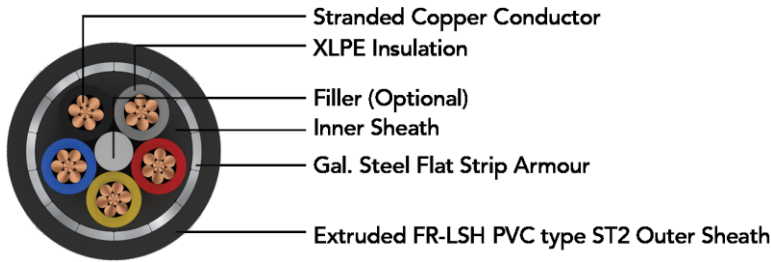 Stranded Copper Conductor
XLPE Insulation
Filler (Optional)
Inner Sheath
Gal. Steel Flat Strip Armour
Extruded FR-LSH PVC type ST2 Outer Sheath